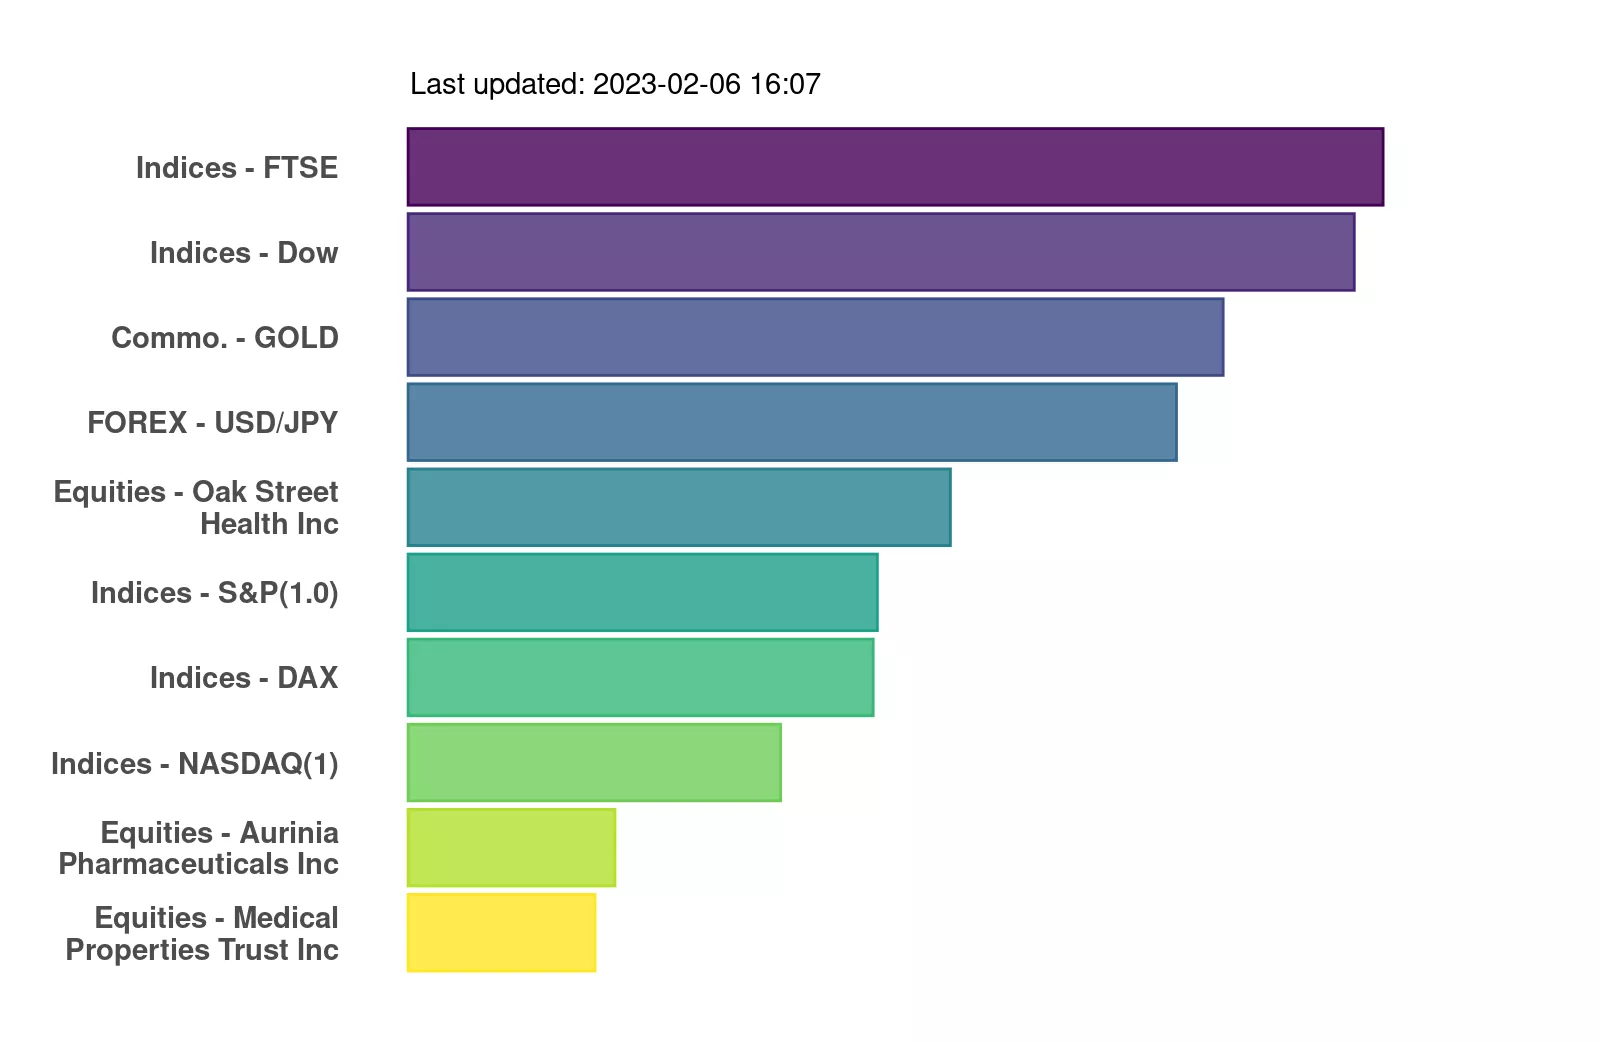 Last updated: 2023-02-06 16:07
Indices - FTSE
Indices - Dow
Commo. - GOLD
FOREX - USD/JPY
Equities - Oak Street
Health Inc
Indices - S&P(1.0)
Indices - DAX
Indices - NASDAQ(1)
Equities - Aurinia
Pharmaceuticals Inc
Equities - Medical
Properties Trust Inc